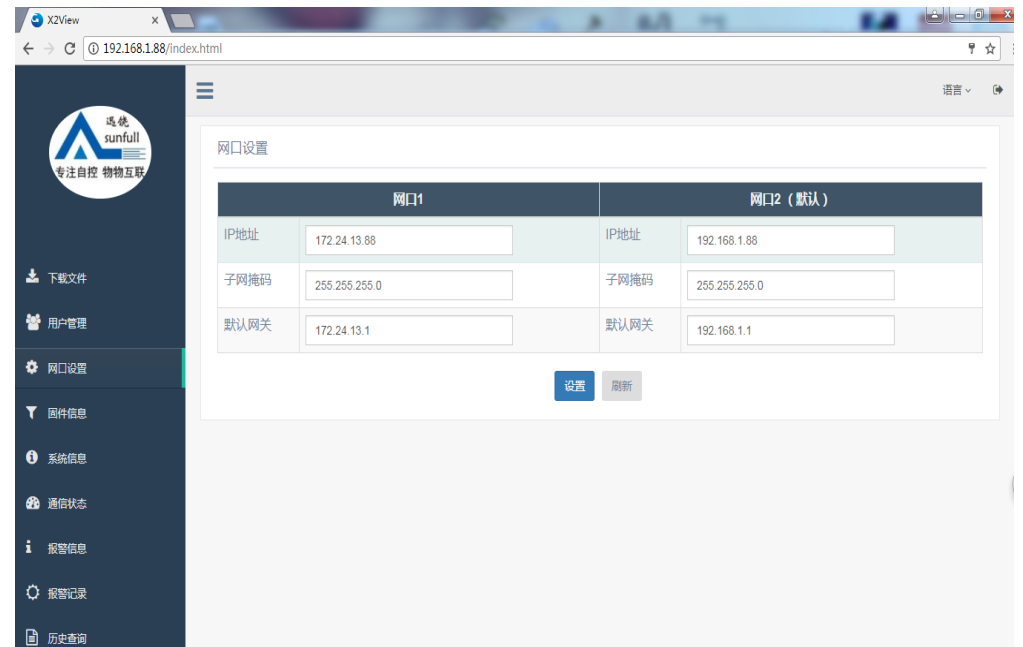 X2View
192.168.1.88/index.html
语言
迅饶
sunfull
专注自控 物物互联
网口设置
网口1 网口2（默认）
IP地址 172.24.13.88 IP地址 192.168.1.88
子网掩码 255.255.255.0 子网掩码 255.255.255.0
默认网关 172.24.13.1 默认网关 192.168.1.1
设置 刷新
下载文件
用户管理
网口设置
固件信息
系统信息
通信状态
报警信息
报警记录
历史查询